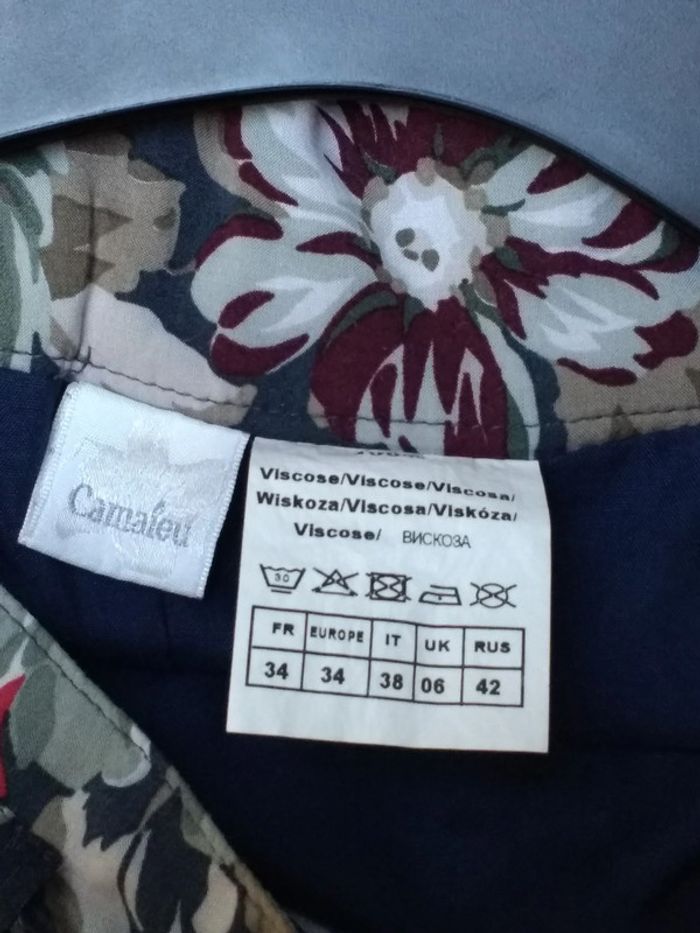 Camaïeu
Viscose/Viscose/Viscosa/
Wiskoza/Viscosa/Viskóza/
Viscose/ ВИСКОЗА
30
FR EUROPE IT UK RUS
34 34 38 06 42